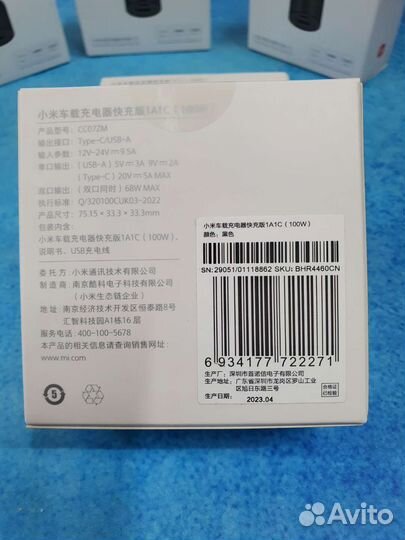 小米车载充电器快充版1A1C（100W）
产品型号： CC07ZM
输出接口： Type-C/USB-A
输入参数： 12V-24V⎓9.5A
单口输出： (USB-A) 5V⎓3A 9V⎓2A
(Type-C) 20V⎓5A MAX
双口输出： (双口同时) 68W MAX
执行标准： Q/320100CUK03-2022
产品尺寸： 75.15 × 33.3 × 33.3mm
包装内含：
小米车载充电器快充版1A1C（100W）、
说明书、USB充电线
委托方： 小米通讯技术有限公司
制造商： 南京酷科电子科技有限公司
(小米生态链企业)
地址： 南京经济技术开发区恒泰路8号
汇智科技园A1栋16层
服务电话： 400-100-5678
本产品质量问题请查询销售网址：
www.mi.com
5
小米车载充电器快充版1A1C（100W）
颜色：黑色
SN:29051/01118862 SKU: BHR4460CN
6 934177 722271
生产厂：深圳市首诺信电子有限公司
生产地址：广东省深圳市龙岗区罗山工业
区旭日东路三号
生产日期： 2023.04
合格证
已检验
Avito